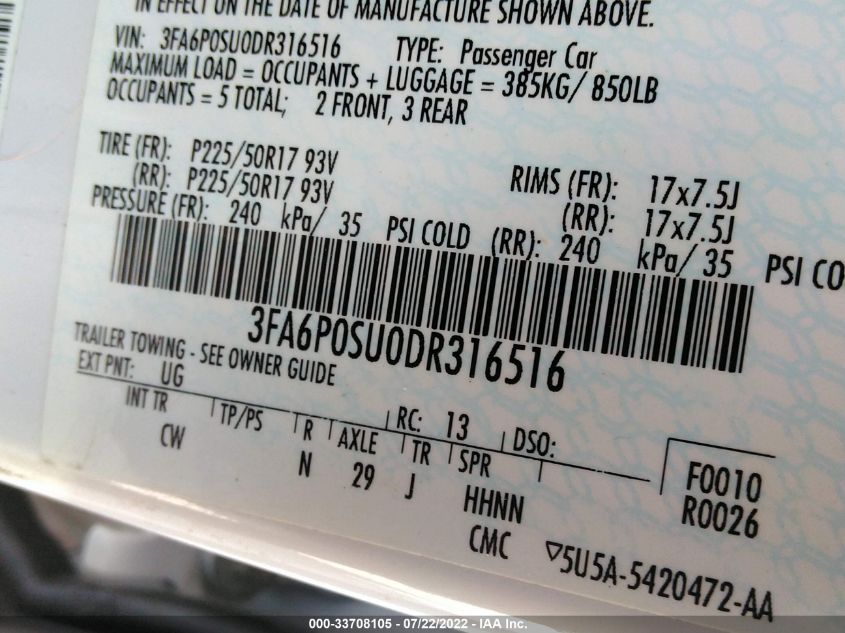 IN EFFECT ON THE DATE OF MANUFACTURE SHOWN ABOVE.
VIN: 3FA6P0SU0DR316516 TYPE: Passenger Car
MAXIMUM LOAD = OCCUPANTS + LUGGAGE = 385KG/ 850LB
OCCUPANTS = 5 TOTAL; 2 FRONT, 3 REAR
TIRE (FR): P225/50R17 93V RIMS (FR): 17x7.5J
(RR): P225/50R17 93V (RR): 17x7.5J
PRESSURE (FR): 240 kPa/ 35 PSI COLD (RR): 240 kPa/ 35 PSI CO
3FA6P0SU0DR316516
TRAILER TOWING - SEE OWNER GUIDE
EXT PNT: UG RC: 13 DSO:
INT TR TP/PS R AXLE TR SPR F0010
CW N 29 J HHNN R0026
CMC ▽5U5A-5420472-AA
000-33708105 - 07/22/2022 - IAA Inc.